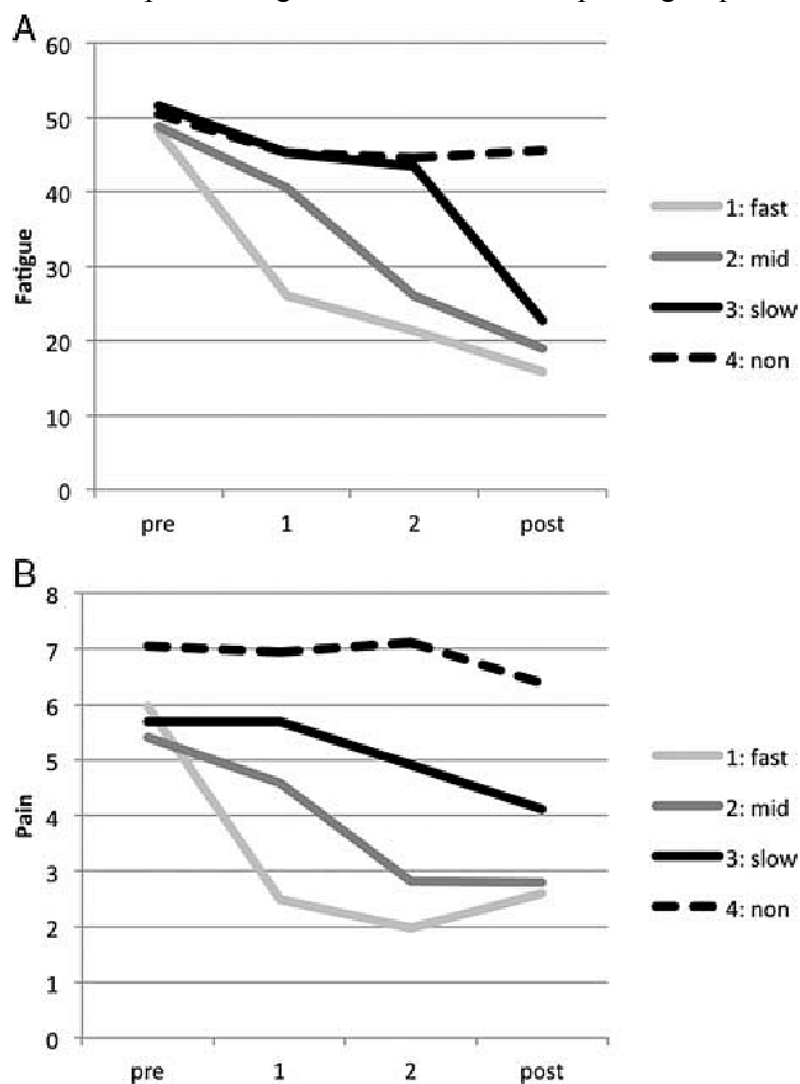 A
60
50
40
30
20
10
0
Fatigue
pre 1 2 post
1: fast
2: mid
3: slow
4: non
B
8
7
6
5
4
3
2
1
0
Pain
pre 1 2 post
1: fast
2: mid
3: slow
4: non